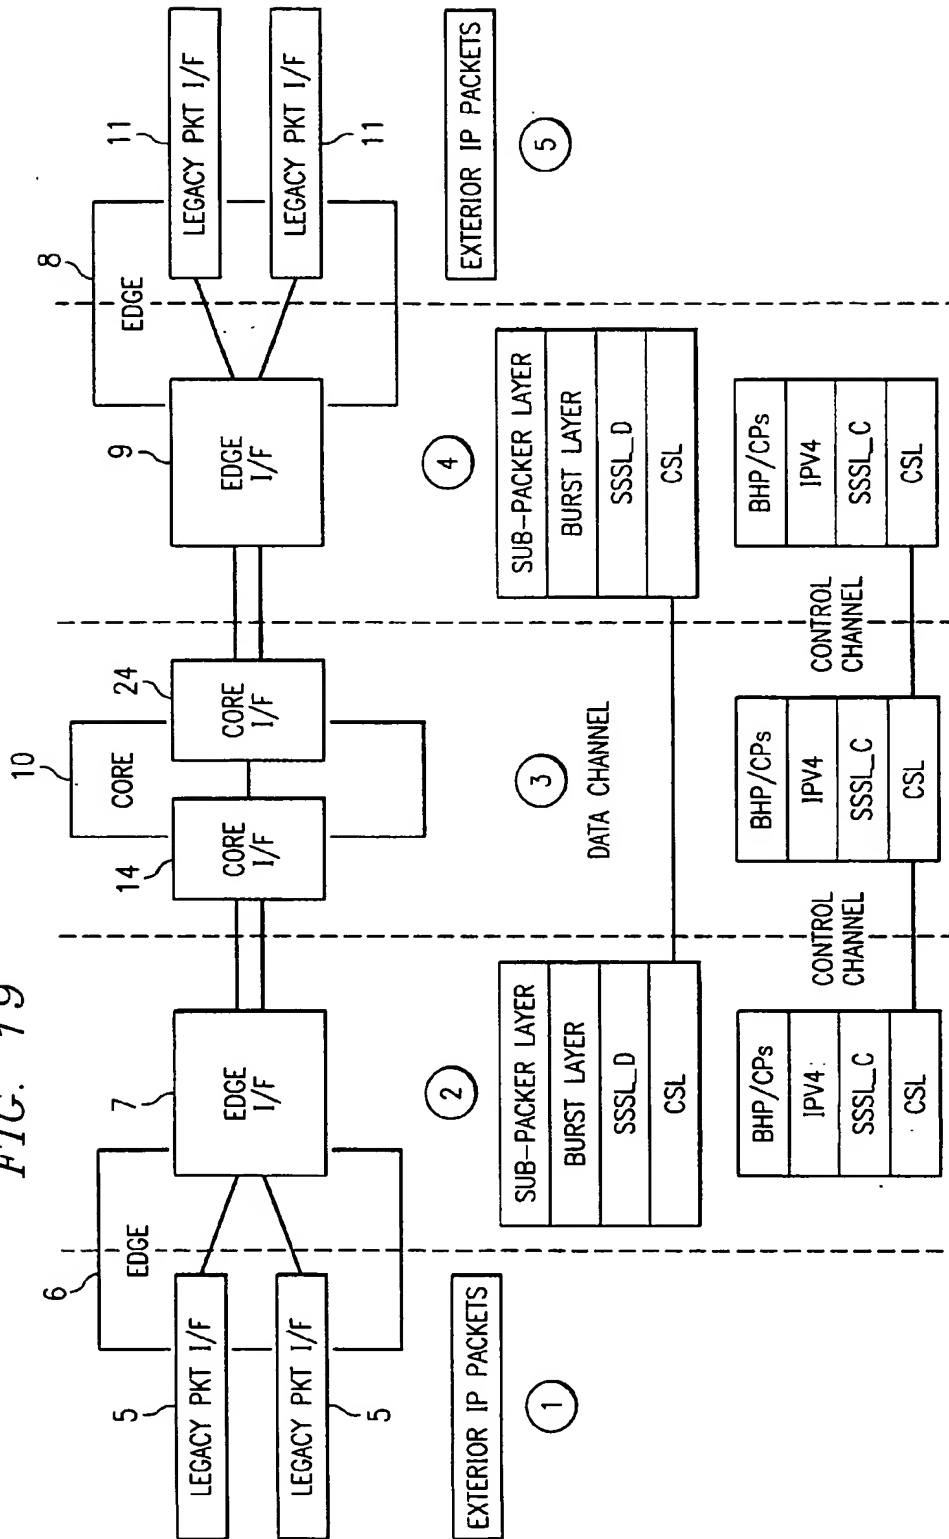 FIG. 19
6
EDGE
5
LEGACY PKT I/F
LEGACY PKT I/F
5
7
EDGE
I/F
14
CORE
I/F
10
CORE
24
CORE
I/F
9
EDGE
I/F
8
EDGE
11
LEGACY PKT I/F
LEGACY PKT I/F
11
EXTERIOR IP PACKETS
1
2
3
4
EXTERIOR IP PACKETS
5
SUB-PACKER LAYER
BURST LAYER
SSSL_D
CSL
DATA CHANNEL
SUB-PACKER LAYER
BURST LAYER
SSSL_D
CSL
BHP/CPs
IPV4:
SSSL_C
CSL
CONTROL
CHANNEL
BHP/CPs
IPV4
SSSL_C
CSL
CONTROL
CHANNEL
BHP/CPs
IPV4
SSSL_C
CSL